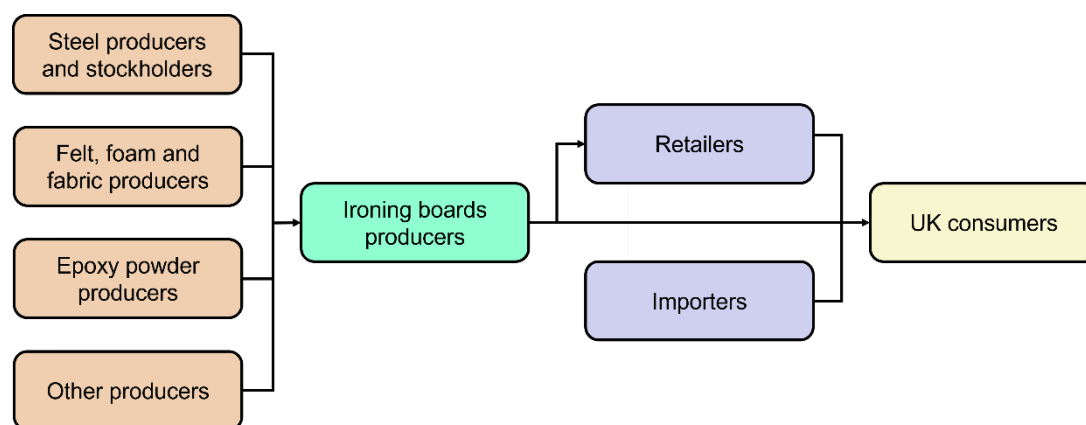 Steel producers
and stockholders
Felt, foam and
fabric producers
Epoxy powder
producers
Other producers
Ironing boards
producers
Retailers
Importers
UK consumers